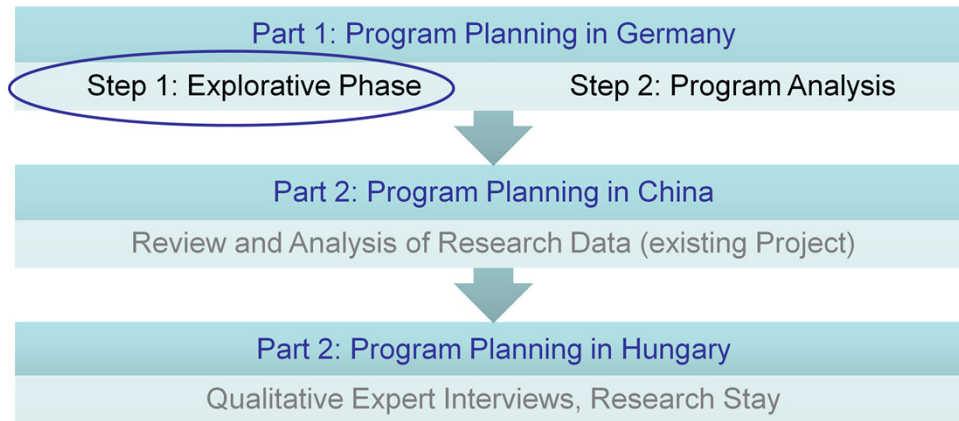 Part 1: Program Planning in Germany
Step 1: Explorative Phase Step 2: Program Analysis
Part 2: Program Planning in China
Review and Analysis of Research Data (existing Project)
Part 2: Program Planning in Hungary
Qualitative Expert Interviews, Research Stay